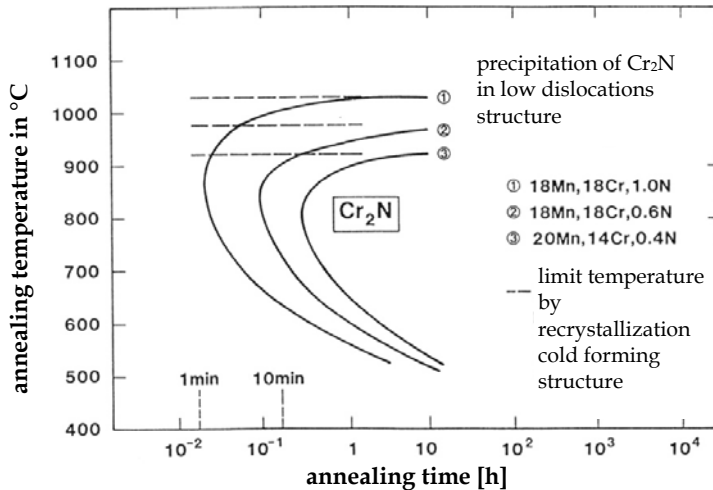 annealing temperature in °C
1100
1000
900
800
700
600
500
400
precipitation of Cr₂N
in low dislocations
structure
①
②
③
Cr₂N
① 18Mn,18Cr,1.0N
② 18Mn,18Cr,0.6N
③ 20Mn,14Cr,0.4N
limit temperature
by
recrystallization
cold forming
structure
1min
10min
10⁻² 10⁻¹ 1 10 10² 10³ 10⁴
annealing time [h]